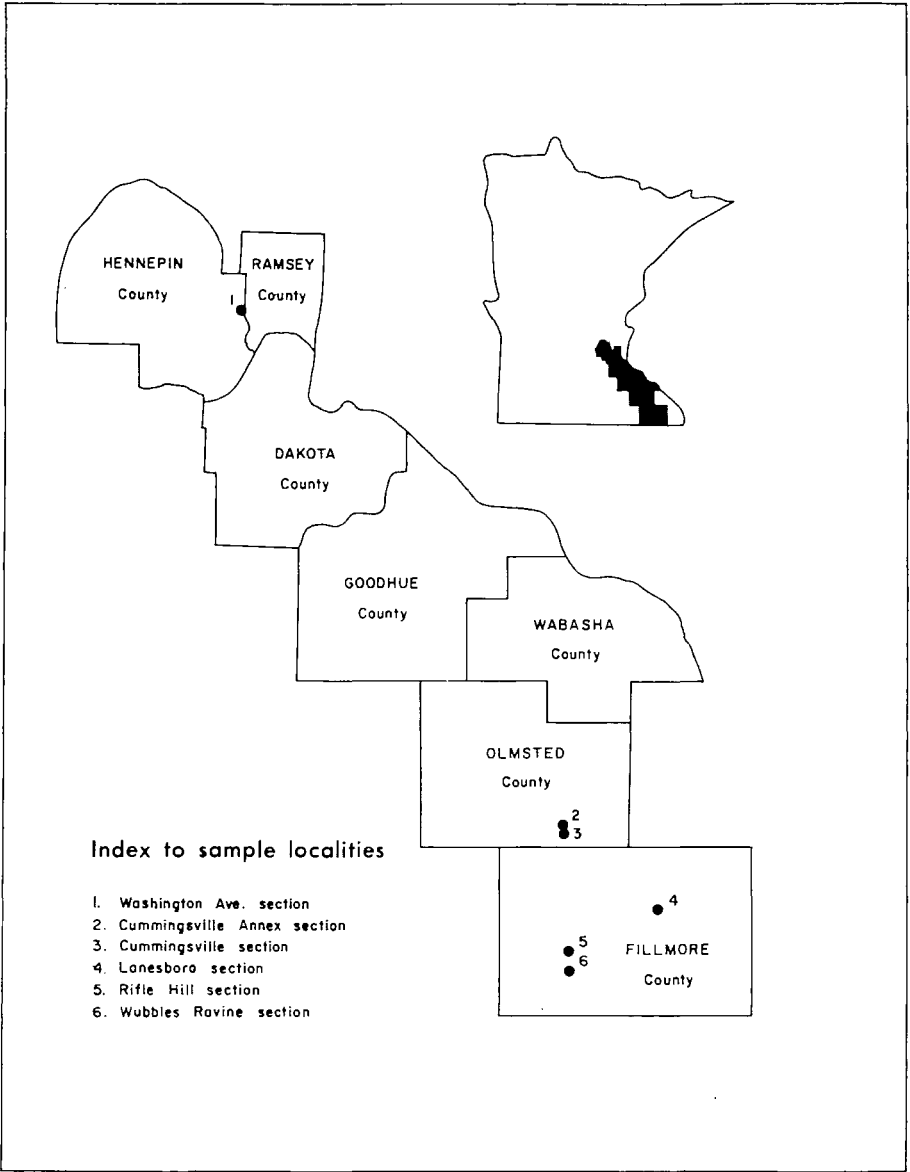 HENNEPIN
County
RAMSEY
County
1
DAKOTA
County
GOODHUE
County
WABASHA
County
OLMSTED
County
2
3
4
5
6
FILLMORE
County
Index to sample localities
1. Washington Ave. section
2. Cummingsville Annex section
3. Cummingsville section
4. Lanesboro section
5. Rifle Hill section
6. Wubbles Ravine section